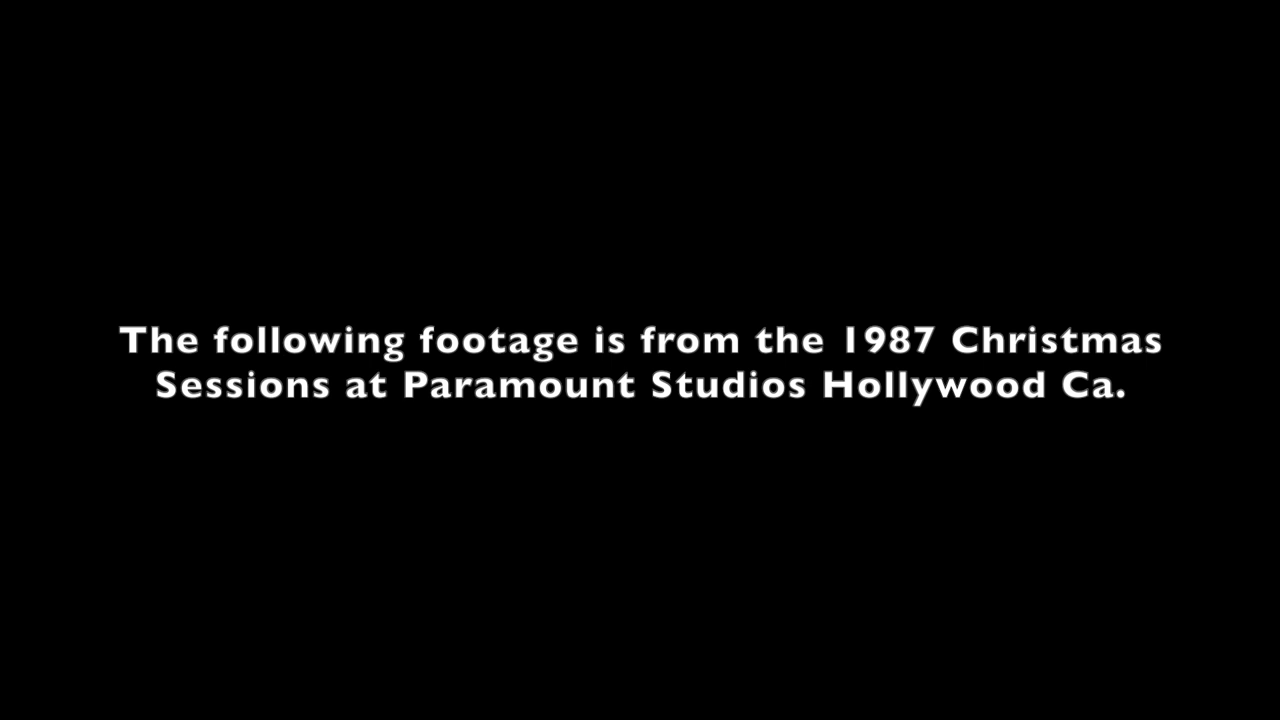 The following footage is from the 1987 Christmas
Sessions at Paramount Studios Hollywood Ca.